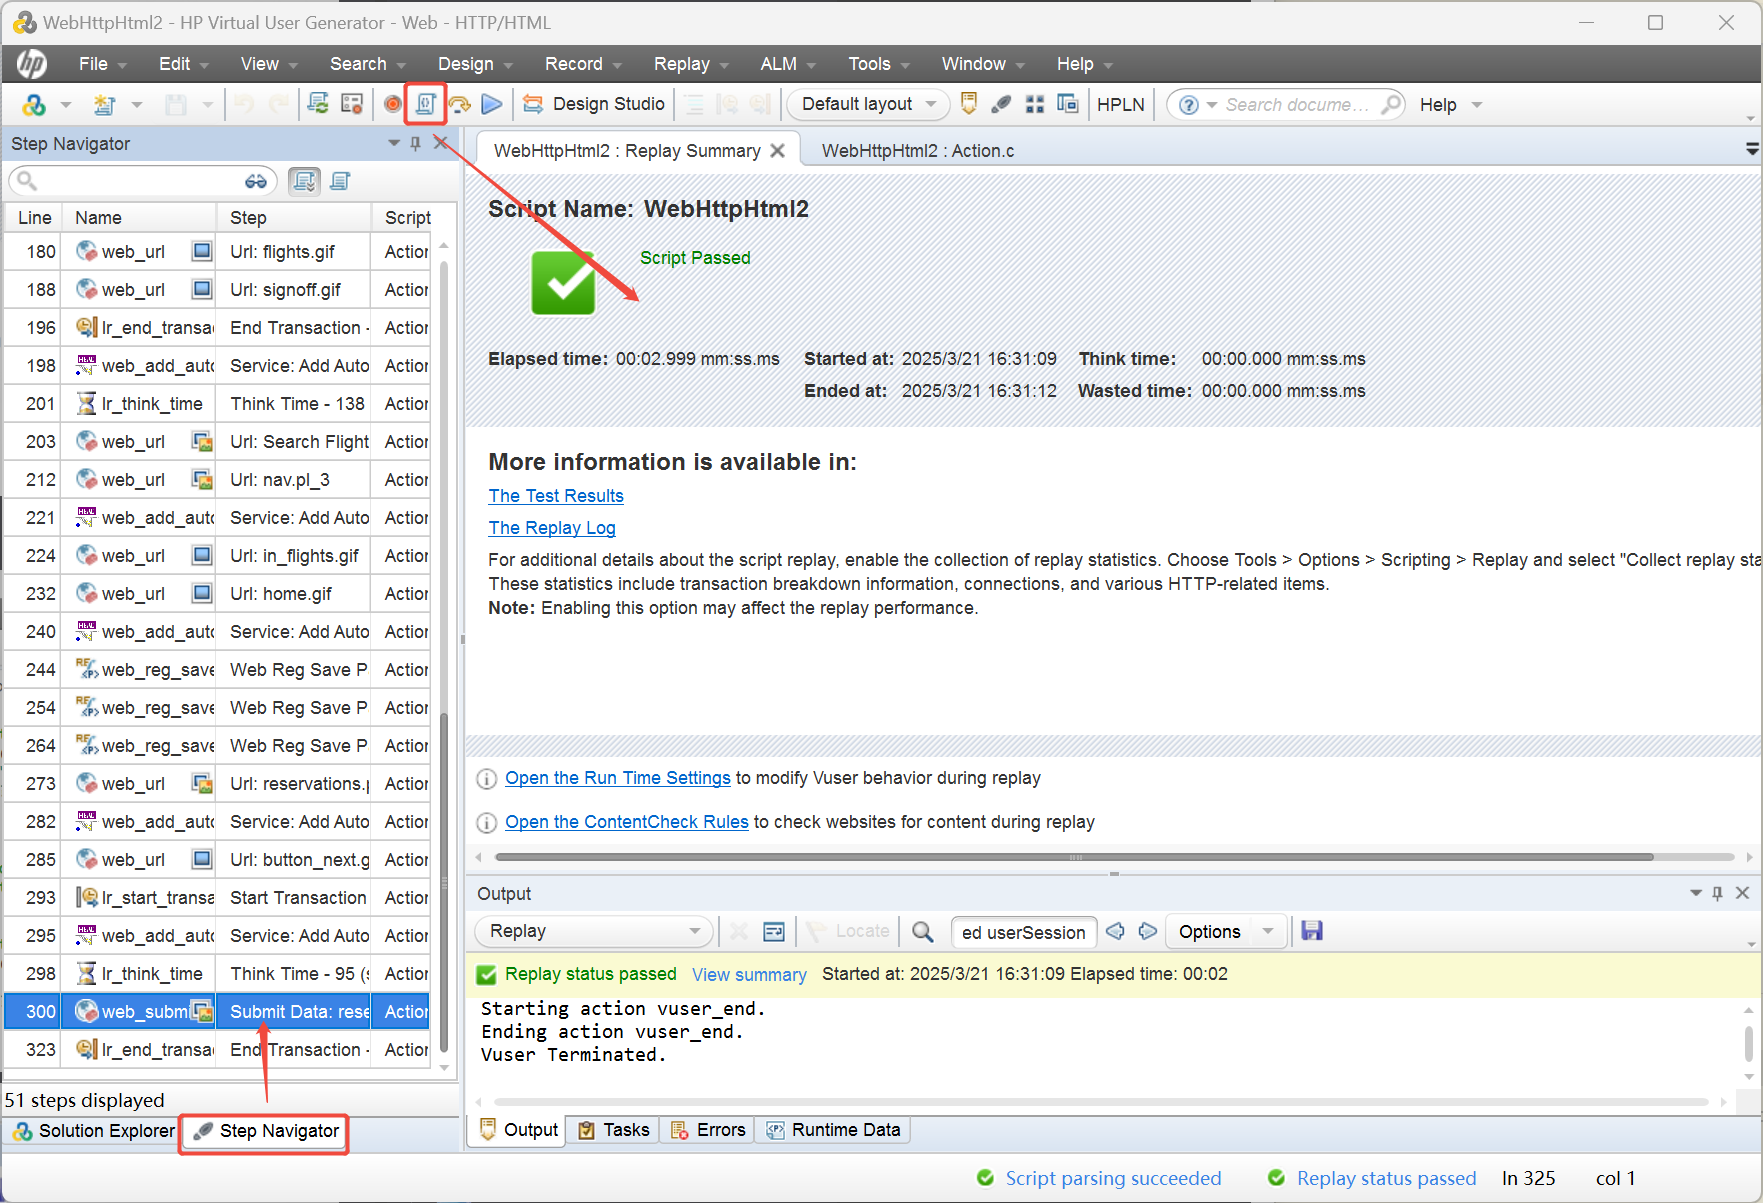 WebHttpHtml2 - HP Virtual User Generator - Web - HTTP/HTML
hp File Edit View Search Design Record Replay ALM Tools Window Help
Design Studio Default layout HPLN Search docume... Help
Step Navigator
Line Name Step Script
180 web_url Url: flights.gif Action
188 web_url Url: signoff.gif Action
196 lr_end_transa End Transaction - Action
198 web_add_auto Service: Add Auto Action
201 lr_think_time Think Time - 138 Action
203 web_url Url: Search Flight Action
212 web_url Url: nav.pl_3 Action
221 web_add_auto Service: Add Auto Action
224 web_url Url: in_flights.gif Action
232 web_url Url: home.gif Action
240 web_add_auto Service: Add Auto Action
244 web_reg_save Web Reg Save P Action
254 web_reg_save Web Reg Save P Action
264 web_reg_save Web Reg Save P Action
273 web_url Url: reservations.p Action
282 web_add_auto Service: Add Auto Action
285 web_url Url: button_next.g Action
293 lr_start_transa Start Transaction Action
295 web_add_auto Service: Add Auto Action
298 lr_think_time Think Time - 95 (s Action
300 web_submi Submit Data: rese Action
323 lr_end_transa End Transaction - Action
51 steps displayed
Solution Explorer Step Navigator
WebHttpHtml2 : Replay Summary WebHttpHtml2 : Action.c
Script Name: WebHttpHtml2
Script Passed
Elapsed time: 00:02.999 mm:ss.ms Started at: 2025/3/21 16:31:09 Think time: 00:00.000 mm:ss.ms
Ended at: 2025/3/21 16:31:12 Wasted time: 00:00.000 mm:ss.ms
More information is available in:
The Test Results
The Replay Log
For additional details about the script replay, enable the collection of replay statistics. Choose Tools > Options > Scripting > Replay and select "Collect replay sta
These statistics include transaction breakdown information, connections, and various HTTP-related items.
Note: Enabling this option may affect the replay performance.
Open the Run Time Settings to modify Vuser behavior during replay
Open the ContentCheck Rules to check websites for content during replay
Output
Replay Locate ed userSession Options
Replay status passed View summary Started at: 2025/3/21 16:31:09 Elapsed time: 00:02
Starting action vuser_end.
Ending action vuser_end.
Vuser Terminated.
Output Tasks Errors Runtime Data
Script parsing succeeded Replay status passed ln 325 col 1